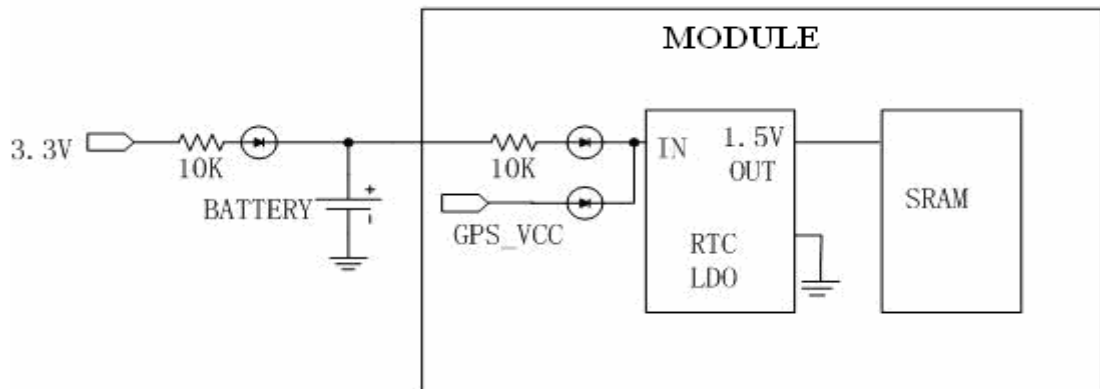 MODULE
3.3V
10K
BATTERY
+
10K
GPS_VCC
IN
1.5V
OUT
RTC
LDO
SRAM